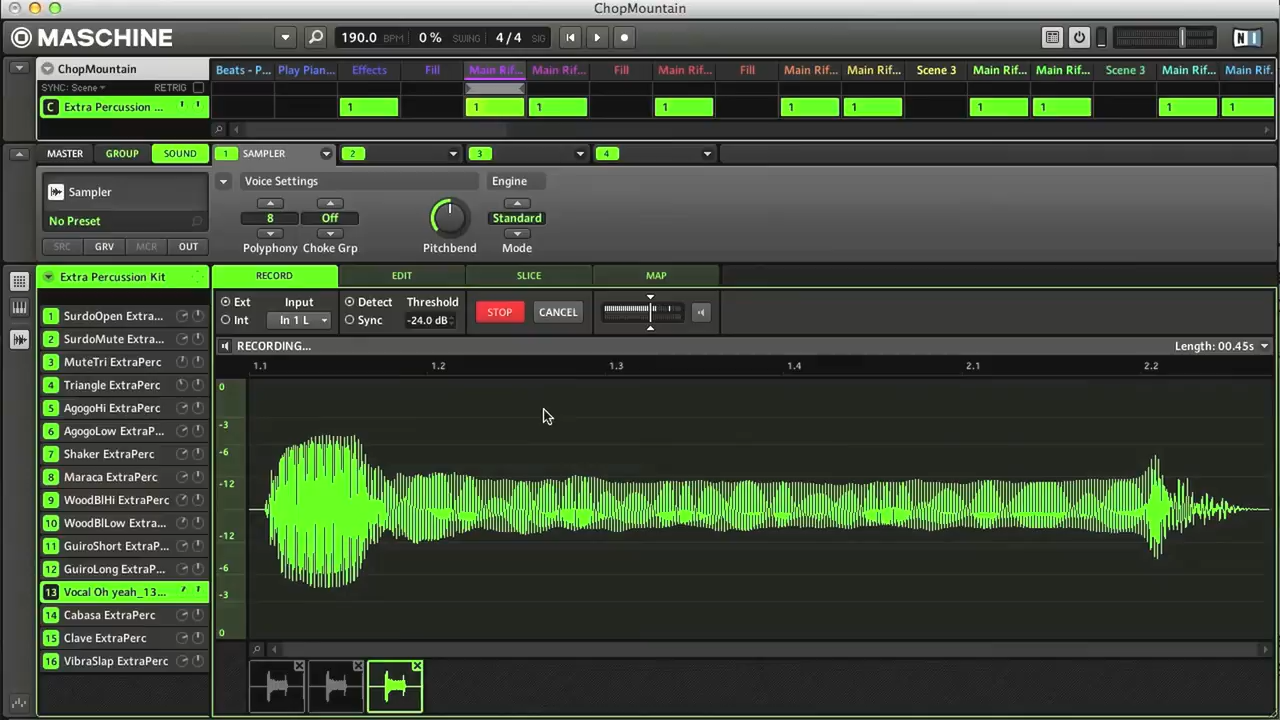 ChopMountain
MASCHINE
190.0 BPM 0% SWING 4/4 SIG
ChopMountain
Beats - P... Play Pian... Effects Fill Main Rif... Main Rif... Fill Main Rif... Fill Main Rif... Main Rif... Scene 3 Main Rif... Main Rif... Scene 3 Main Rif... Main Rif.
SYNC: Scene RETRIG
C Extra Percussion ... 1 1 1 1 1 1 1 1 1 1
MASTER GROUP SOUND 1 SAMPLER 2 3 4
Sampler
No Preset
SRC GRV MCR OUT
Voice Settings Engine
8 Off Standard
Polyphony Choke Grp Pitchbend Mode
Extra Percussion Kit
RECORD EDIT SLICE MAP
Ext Input Detect Threshold
Int In 1 L Sync -24.0 dB
STOP CANCEL
RECORDING... Length: 00.45s
1.1 1.2 1.3 1.4 2.1 2.2
0
-3
-6
-12
-12
-6
-3
0
1 SurdoOpen Extra...
2 SurdoMute Extra...
3 MuteTri ExtraPerc
4 Triangle ExtraPerc
5 AgogoHi ExtraPerc
6 AgogoLow ExtraP...
7 Shaker ExtraPerc
8 Maraca ExtraPerc
9 WoodBlHi ExtraPerc
10 WoodBlLow Extra...
11 GuiroShort ExtraP...
12 GuiroLong ExtraP...
13 Vocal Oh yeah_13...
14 Cabasa ExtraPerc
15 Clave ExtraPerc
16 VibraSlap ExtraPerc